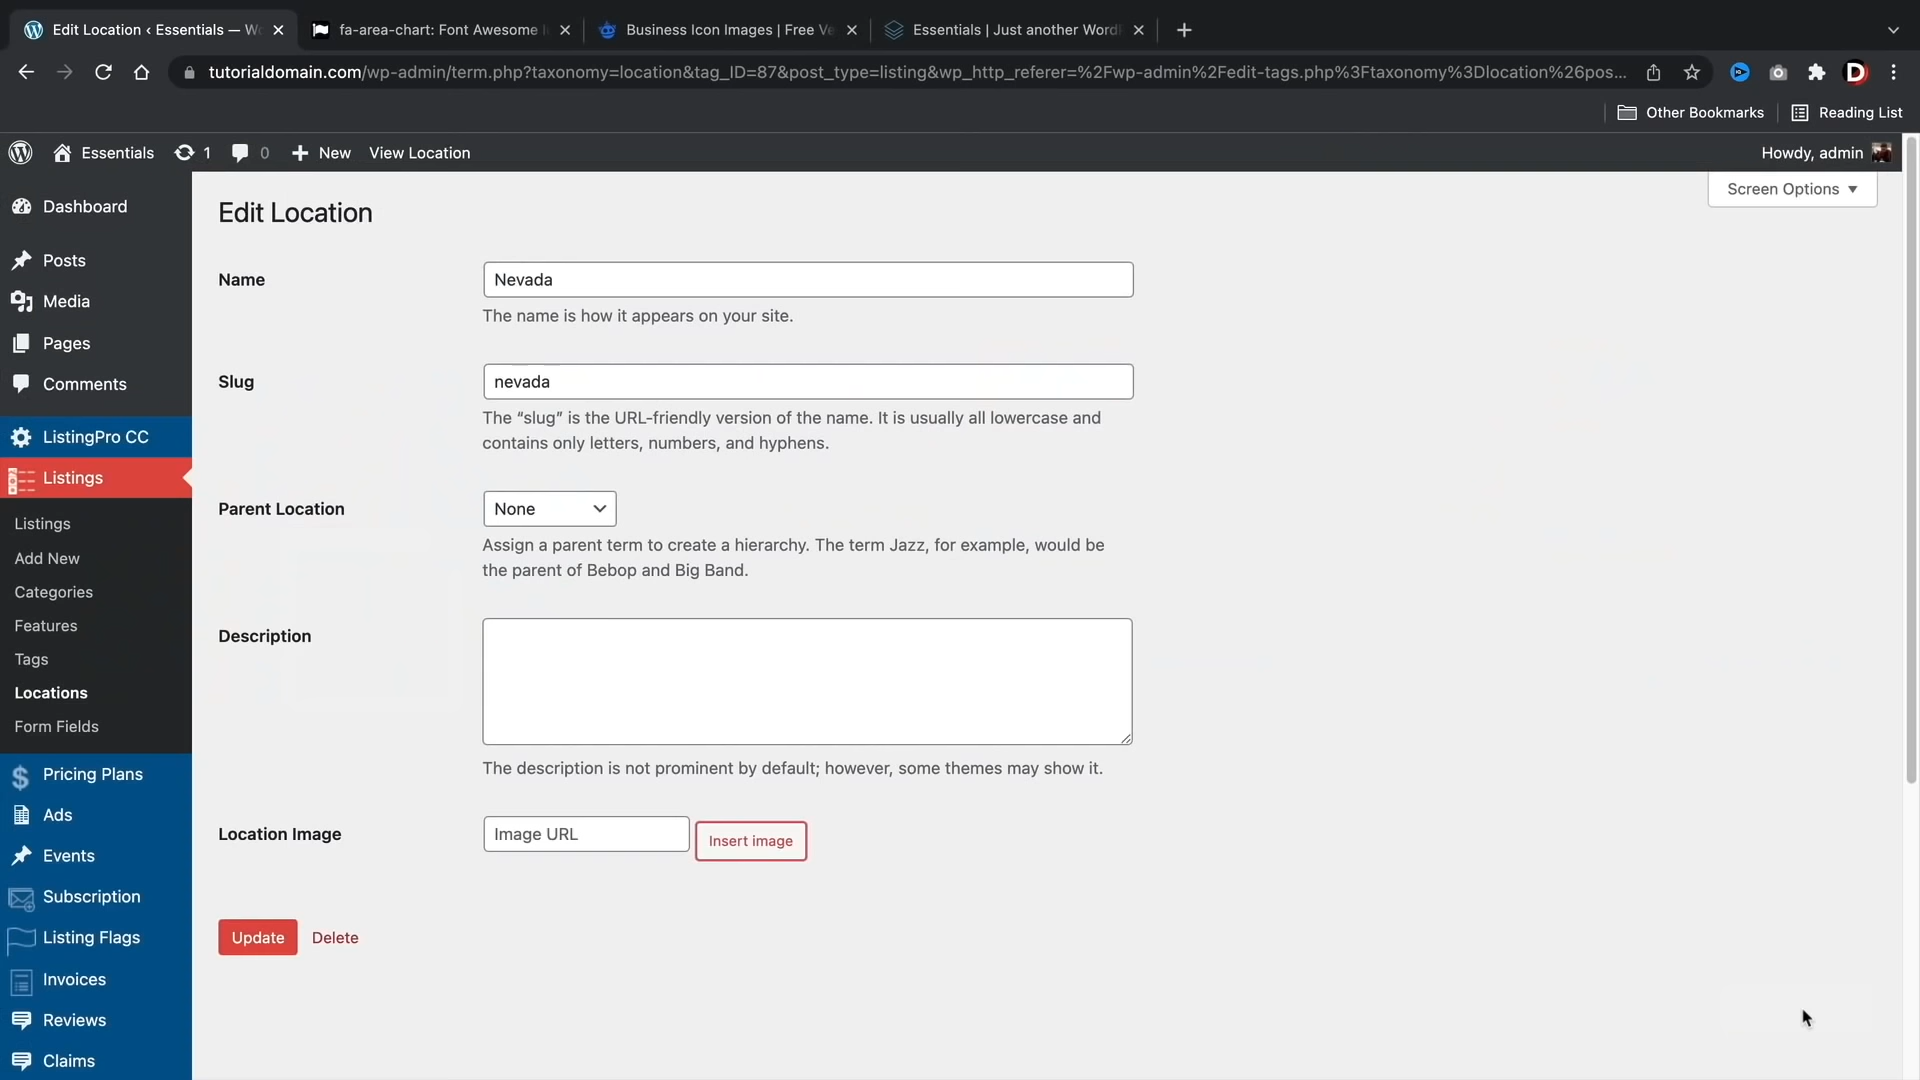 Edit Location ‹ Essentials — W
fa-area-chart: Font Awesome
Business Icon Images | Free Ve
Essentials | Just another Word
tutorialdomain.com/wp-admin/term.php?taxonomy=location&tag_ID=87&post_type=listing&wp_http_referer=%2Fwp-admin%2Fedit-tags.php%3Ftaxonomy%3Dlocation%26pos...
Other Bookmarks
Reading List
Essentials
1
0
New
View Location
Howdy, admin
Screen Options
Dashboard
Posts
Media
Pages
Comments
ListingPro CC
Listings
Listings
Add New
Categories
Features
Tags
Locations
Form Fields
Pricing Plans
Ads
Events
Subscription
Listing Flags
Invoices
Reviews
Claims
Edit Location
Name
Nevada
The name is how it appears on your site.
Slug
nevada
The “slug” is the URL-friendly version of the name. It is usually all lowercase and
contains only letters, numbers, and hyphens.
Parent Location
None
Assign a parent term to create a hierarchy. The term Jazz, for example, would be
the parent of Bebop and Big Band.
Description
The description is not prominent by default; however, some themes may show it.
Location Image
Image URL
Insert image
Update
Delete